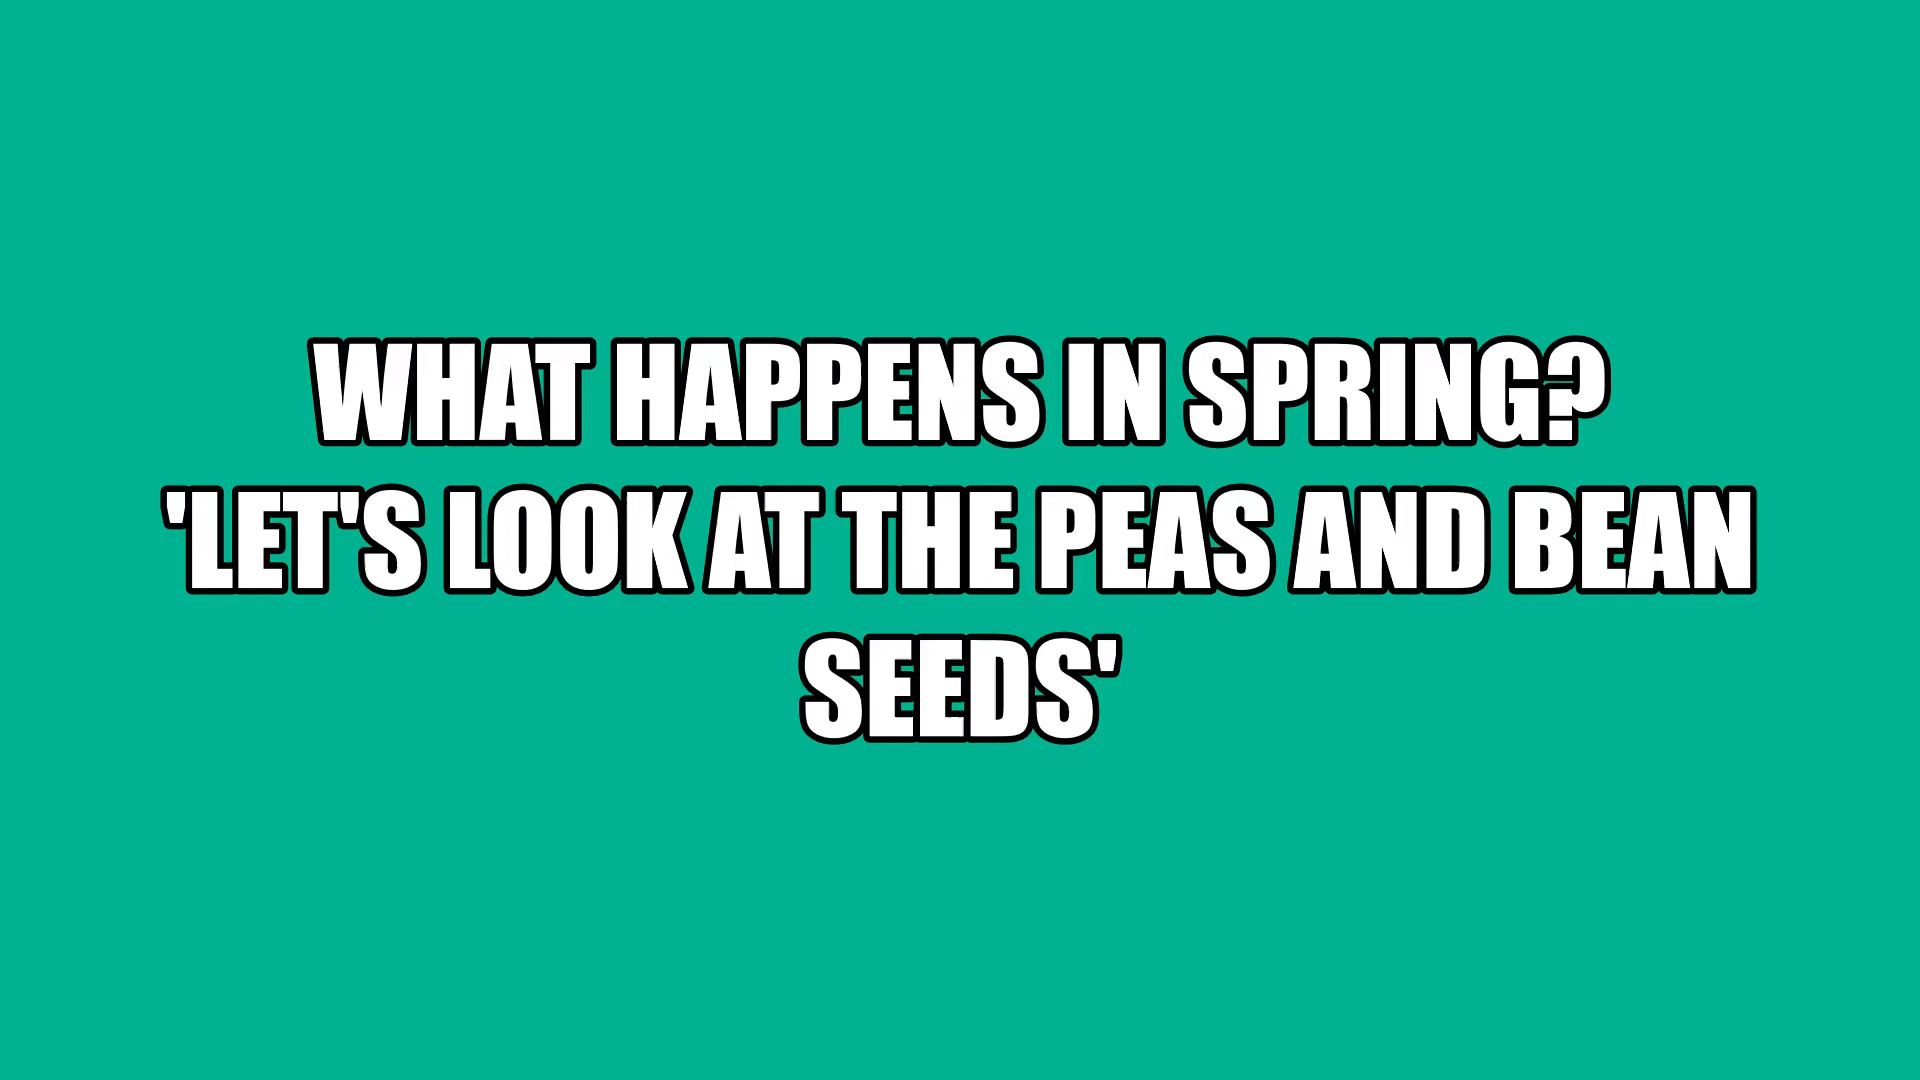 WHAT HAPPENS IN SPRING?
'LET'S LOOK AT THE PEAS AND BEAN
SEEDS'